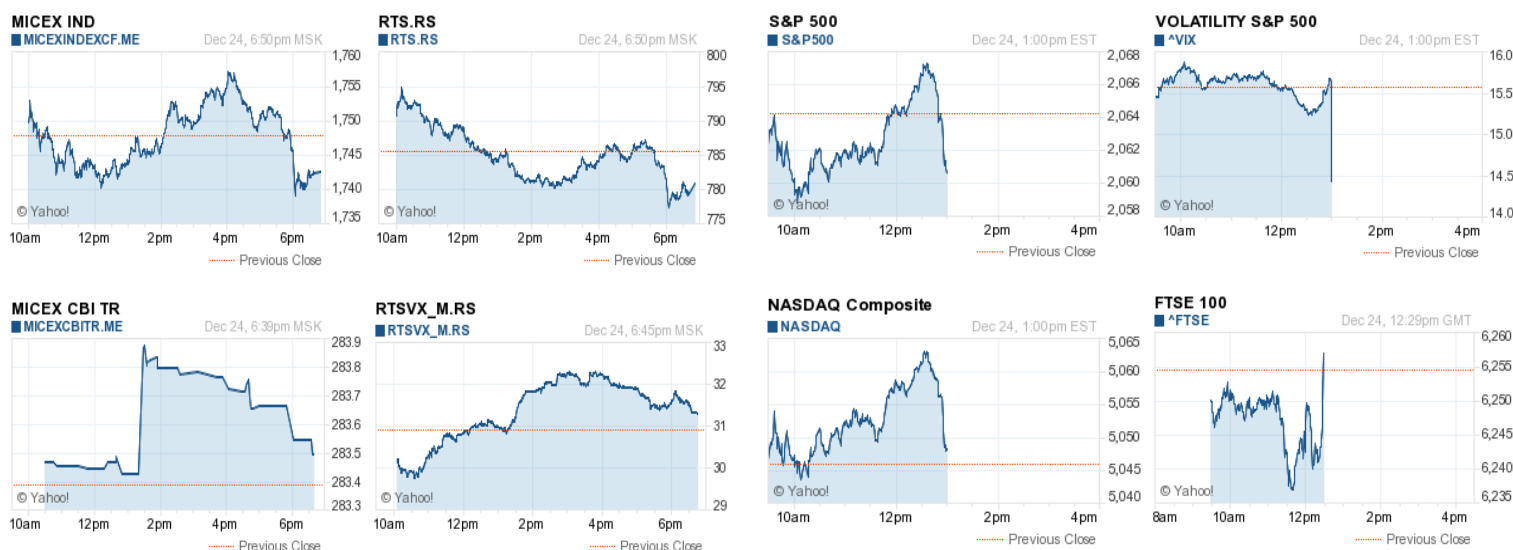 MICEX IND
MICEXINDEXCF.ME Dec 24, 6:50pm MSK
1,760
1,755
1,750
1,745
1,740
1,735
© Yahoo!
10am 12pm 2pm 4pm 6pm
Previous Close
RTS.RS
RTS.RS Dec 24, 6:50pm MSK
800
795
790
785
780
775
© Yahoo!
10am 12pm 2pm 4pm 6pm
Previous Close
S&P 500
S&P500 Dec 24, 1:00pm EST
2,068
2,066
2,064
2,062
2,060
2,058
© Yahoo!
10am 12pm 2pm 4pm
Previous Close
VOLATILITY S&P 500
^VIX Dec 24, 1:00pm EST
16.0
15.5
15.0
14.5
14.0
© Yahoo!
10am 12pm 2pm 4pm
Previous Close
MICEX CBI TR
MICEXCBITR.ME Dec 24, 6:39pm MSK
283.9
283.8
283.7
283.6
283.5
283.4
283.3
© Yahoo!
10am 12pm 2pm 4pm 6pm
Previous Close
RTSVX_M.RS
RTSVX_M.RS Dec 24, 6:45pm MSK
33
32
31
30
29
© Yahoo!
10am 12pm 2pm 4pm 6pm
Previous Close
NASDAQ Composite
NASDAQ Dec 24, 1:00pm EST
5,065
5,060
5,055
5,050
5,045
5,040
© Yahoo!
10am 12pm 2pm 4pm
Previous Close
FTSE 100
^FTSE Dec 24, 12:29pm GMT
6,260
6,255
6,250
6,245
6,240
6,235
© Yahoo!
8am 10am 12pm 2pm 4pm
Previous Close